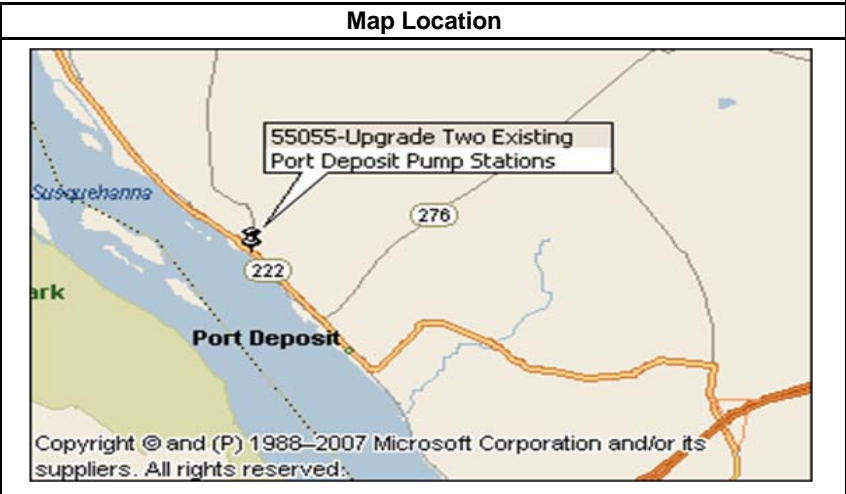 Map Location
55055-Upgrade Two Existing
Port Deposit Pump Stations
Susquehanna
276
222
ark
Port Deposit
Copyright © and (P) 1988–2007 Microsoft Corporation and/or its
suppliers. All rights reserved.